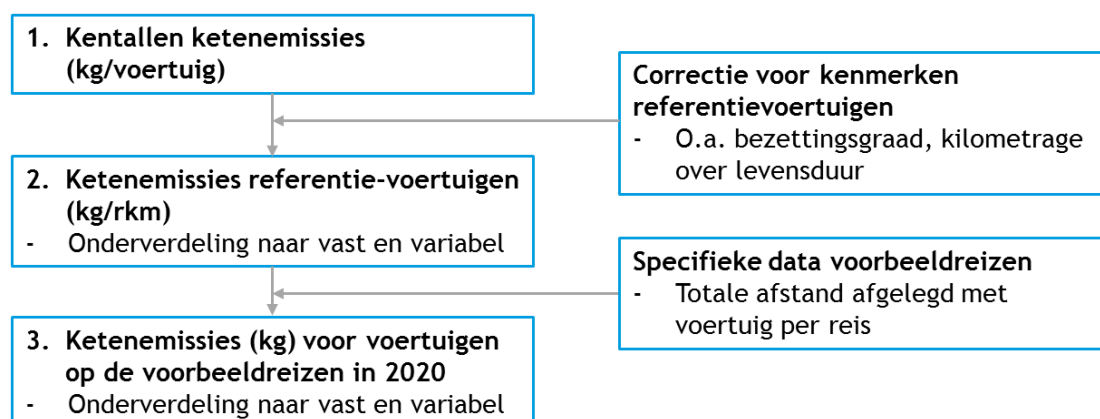 1. Kentallen ketenemissies
(kg/voertuig)
Correctie voor kenmerken
referentievoertuigen
- O.a. bezettingsgraad, kilometrage
over levensduur
2. Ketenemissies referentie-voertuigen
(kg/rkm)
- Onderverdeling naar vast en variabel
Specifieke data voorbeeldreizen
- Totale afstand afgelegd met
voertuig per reis
3. Ketenemissies (kg) voor voertuigen
op de voorbeeldreizen in 2020
- Onderverdeling naar vast en variabel